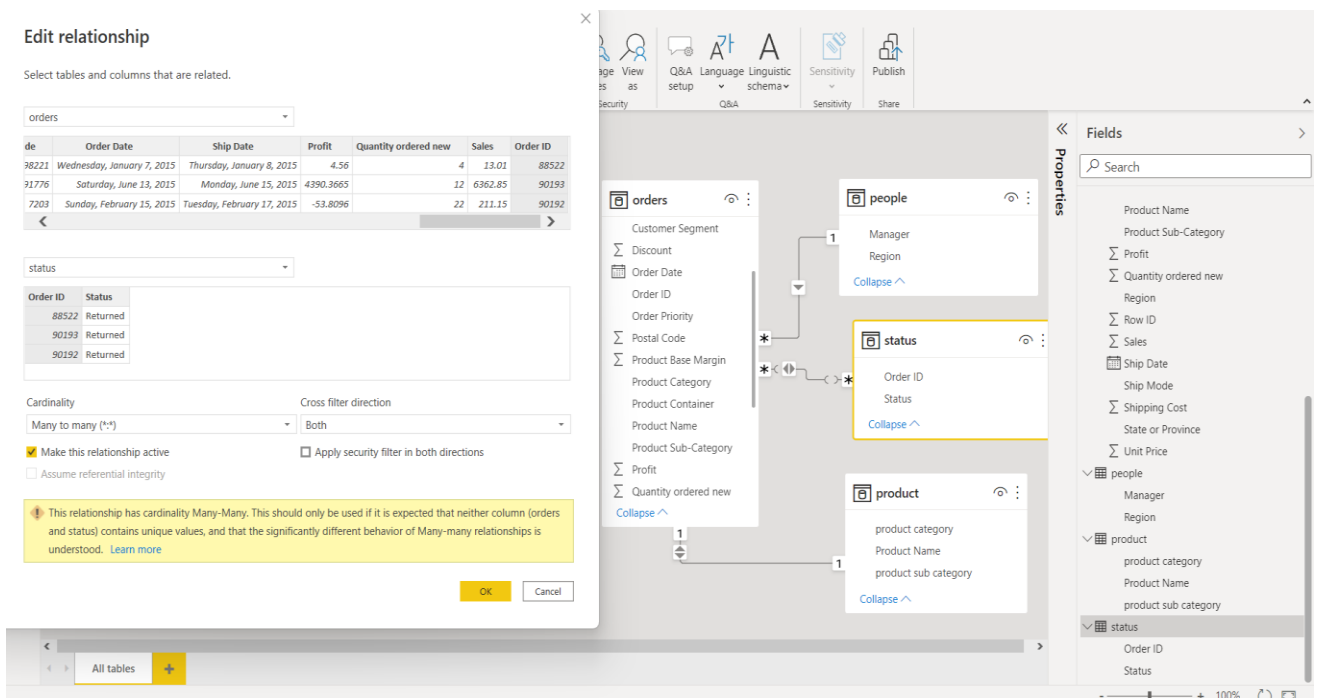 Edit relationship
Select tables and columns that are related.
orders
de Order Date Ship Date Profit Quantity ordered new Sales Order ID
98221 Wednesday, January 7, 2015 Thursday, January 8, 2015 4.56 4 13.01 88522
91776 Saturday, June 13, 2015 Monday, June 15, 2015 4390.3665 12 6362.85 90193
7203 Sunday, February 15, 2015 Tuesday, February 17, 2015 -53.8096 22 211.15 90192
status
Order ID Status
88522 Returned
90193 Returned
90192 Returned
Cardinality Cross filter direction
Many to many (*:*) Both
Make this relationship active Apply security filter in both directions
Assume referential integrity
This relationship has cardinality Many-Many. This should only be used if it is expected that neither column (orders
and status) contains unique values, and that the significantly different behavior of Many-many relationships is
understood. Learn more
OK Cancel
age View Q&A Language Linguistic Sensitivity Publish
es as setup schema
Security Q&A Sensitivity Share
orders
Customer Segment
Discount
Order Date
Order ID
Order Priority
Postal Code
Product Base Margin
Product Category
Product Container
Product Name
Product Sub-Category
Profit
Quantity ordered new
Collapse
people
Manager
Region
Collapse
status
Order ID
Status
Collapse
product
product category
Product Name
product sub category
Collapse
1
*
*
*
1
1
Properties
Fields
Search
Product Name
Product Sub-Category
Profit
Quantity ordered new
Region
Row ID
Sales
Ship Date
Ship Mode
Shipping Cost
State or Province
Unit Price
people
Manager
Region
product
product category
Product Name
product sub category
status
Order ID
Status
All tables +
- + 100%